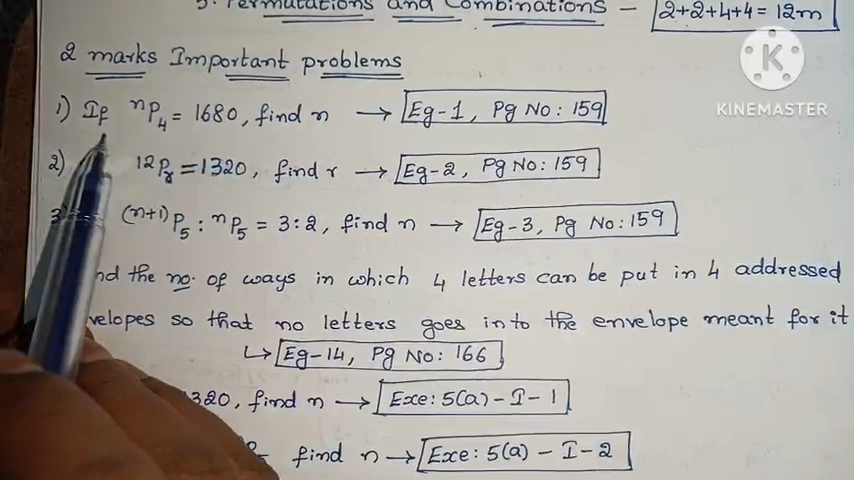 5. Permutations and Combinations – 2+2+4+4 = 12m
2 marks Important problems
KINEMASTER
1) If ⁿP₄ = 1680, find n → Eg-1, Pg No: 159
2) ¹²Pᵣ = 1320, find r → Eg-2, Pg No: 159
3) ⁽ⁿ⁺¹⁾P₅ : ⁿP₅ = 3:2, find n → Eg-3, Pg No: 159
the no. of ways in which 4 letters can be put in 4 addressed
so that no letters goes in to the envelope meant for it
↳ Eg-14, Pg No: 166
find n → Exe: 5(a) – I – 1
find n → Exe: 5(a) – I – 2